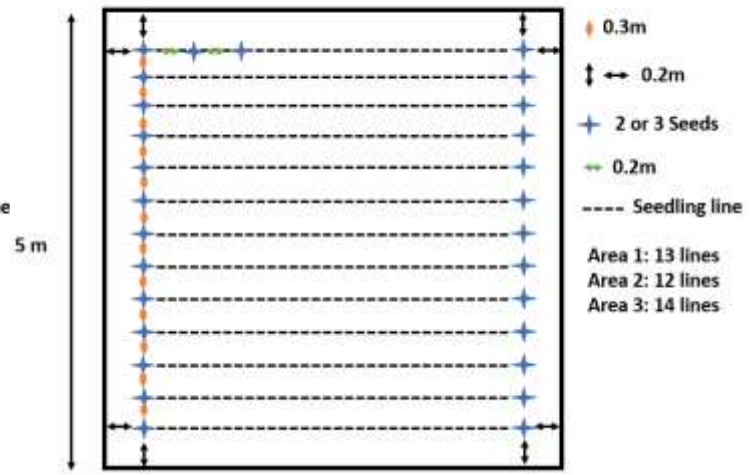 0.3m
0.2m
2 or 3 Seeds
0.2m
Seedling line
e
5 m
Area 1: 13 lines
Area 2: 12 lines
Area 3: 14 lines